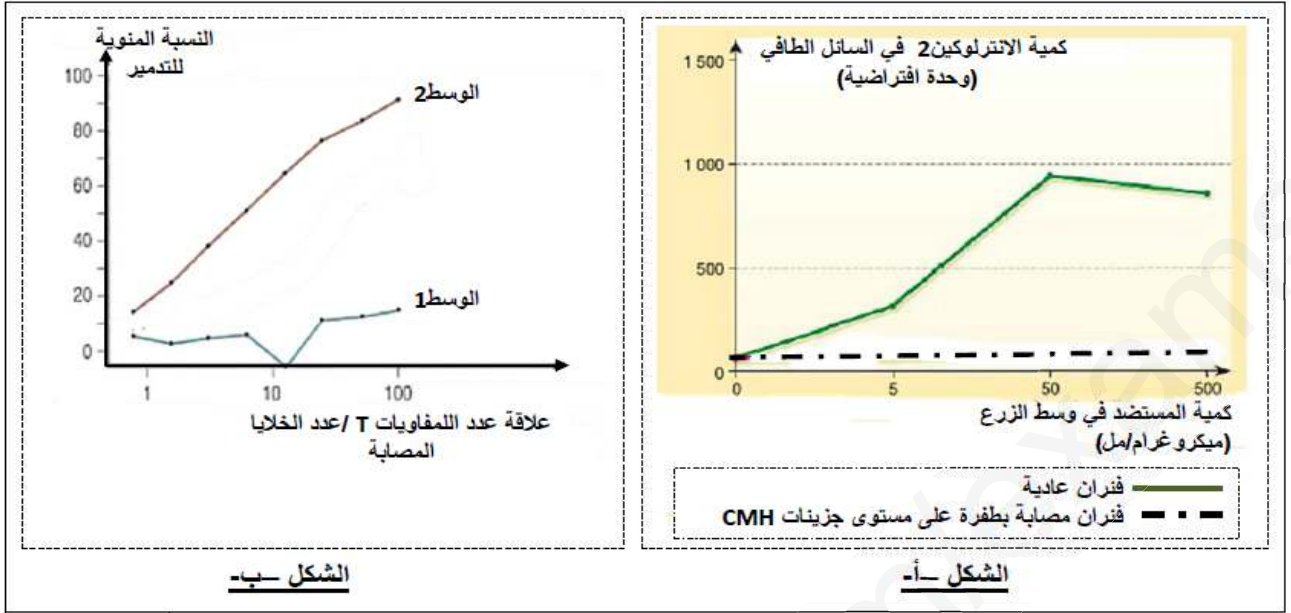 كمية الانترلوكين2 في السائل الطافي
(وحدة افتراضية)
1 500
1 000
500
0
0 5 50 500
كمية المستضد في وسط الزرع
(ميكروغرام/مل)
فئران عادية
فئران مصابة بطفرة على مستوى جزيئات CMH
الشكل –أ-
النسبة المئوية
للتدمير
100
80
60
40
20
0
الوسط2
الوسط1
1 10 100
علاقة عدد اللمفاويات T /عدد الخلايا
المصابة
الشكل –ب-